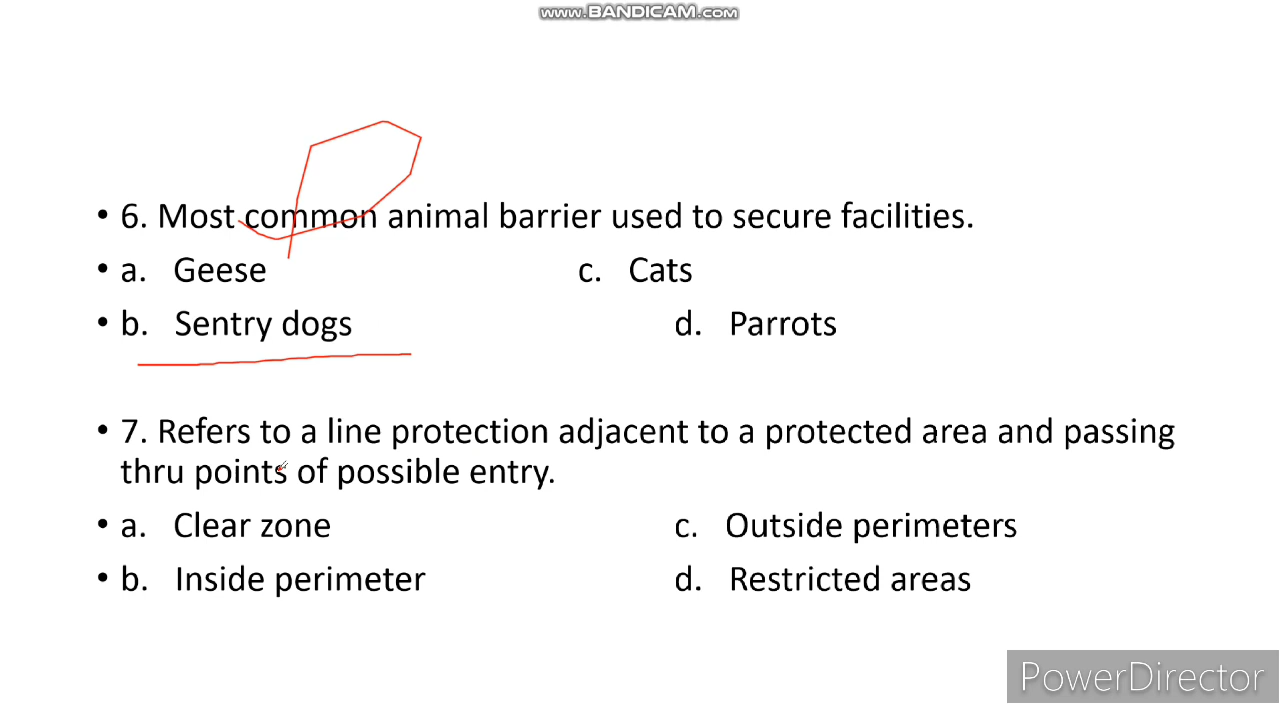 www.BANDICAM.com
• 6. Most common animal barrier used to secure facilities.
• a. Geese c. Cats
• b. Sentry dogs d. Parrots
• 7. Refers to a line protection adjacent to a protected area and passing
thru points of possible entry.
• a. Clear zone c. Outside perimeters
• b. Inside perimeter d. Restricted areas
PowerDirector